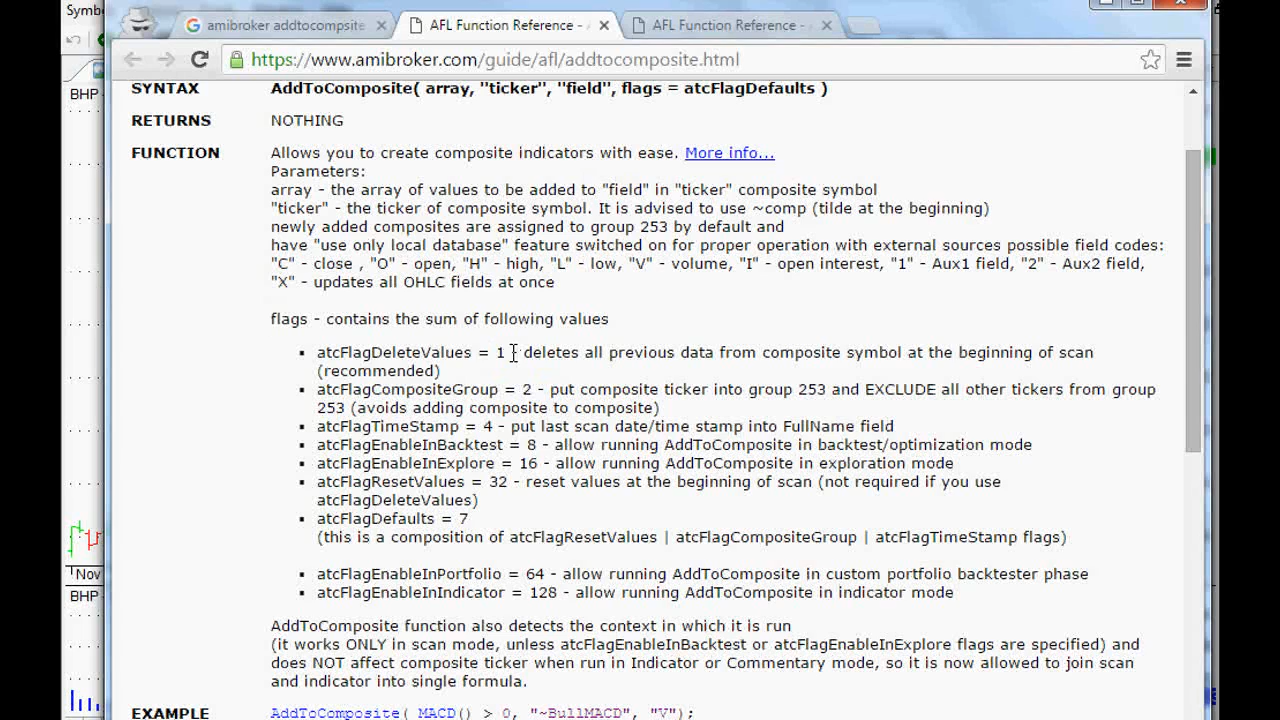 Symbo
amibroker addtocomposite
AFL Function Reference -
AFL Function Reference -
https://www.amibroker.com/guide/afl/addtocomposite.html
BHP -
SYNTAX AddToComposite( array, "ticker", "field", flags = atcFlagDefaults )
RETURNS NOTHING
FUNCTION Allows you to create composite indicators with ease. More info...
Parameters:
array - the array of values to be added to "field" in "ticker" composite symbol
"ticker" - the ticker of composite symbol. It is advised to use ~comp (tilde at the beginning)
newly added composites are assigned to group 253 by default and
have "use only local database" feature switched on for proper operation with external sources possible field codes:
"C" - close , "O" - open, "H" - high, "L" - low, "V" - volume, "I" - open interest, "1" - Aux1 field, "2" - Aux2 field,
"X" - updates all OHLC fields at once
flags - contains the sum of following values
▪ atcFlagDeleteValues = 1 - deletes all previous data from composite symbol at the beginning of scan
(recommended)
▪ atcFlagCompositeGroup = 2 - put composite ticker into group 253 and EXCLUDE all other tickers from group
253 (avoids adding composite to composite)
▪ atcFlagTimeStamp = 4 - put last scan date/time stamp into FullName field
▪ atcFlagEnableInBacktest = 8 - allow running AddToComposite in backtest/optimization mode
▪ atcFlagEnableInExplore = 16 - allow running AddToComposite in exploration mode
▪ atcFlagResetValues = 32 - reset values at the beginning of scan (not required if you use
atcFlagDeleteValues)
▪ atcFlagDefaults = 7
(this is a composition of atcFlagResetValues | atcFlagCompositeGroup | atcFlagTimeStamp flags)
▪ atcFlagEnableInPortfolio = 64 - allow running AddToComposite in custom portfolio backtester phase
▪ atcFlagEnableInIndicator = 128 - allow running AddToComposite in indicator mode
Nov
BHP -
AddToComposite function also detects the context in which it is run
(it works ONLY in scan mode, unless atcFlagEnableInBacktest or atcFlagEnableInExplore flags are specified) and
does NOT affect composite ticker when run in Indicator or Commentary mode, so it is now allowed to join scan
and indicator into single formula.
EXAMPLE AddToComposite( MACD() > 0, "~BullMACD", "V");